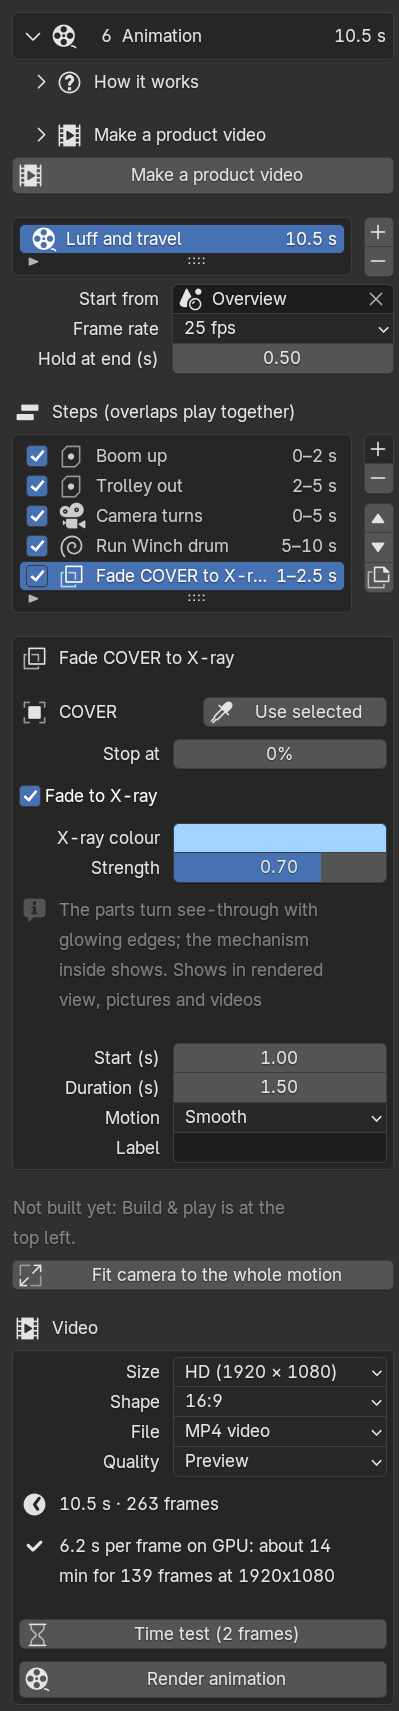 6 Animation 10.5 s
How it works
Make a product video
Make a product video
Luff and travel 10.5 s
Start from Overview
Frame rate 25 fps
Hold at end (s) 0.50
Steps (overlaps play together)
Boom up 0–2 s
Trolley out 2–5 s
Camera turns 0–5 s
Run Winch drum 5–10 s
Fade COVER to X-r... 1–2.5 s
Fade COVER to X-ray
COVER Use selected
Stop at 0%
Fade to X-ray
X-ray colour
Strength 0.70
The parts turn see-through with
glowing edges; the mechanism
inside shows. Shows in rendered
view, pictures and videos
Start (s) 1.00
Duration (s) 1.50
Motion Smooth
Label
Not built yet: Build & play is at the
top left.
Fit camera to the whole motion
Video
Size HD (1920 × 1080)
Shape 16:9
File MP4 video
Quality Preview
10.5 s · 263 frames
6.2 s per frame on GPU: about 14
min for 139 frames at 1920x1080
Time test (2 frames)
Render animation